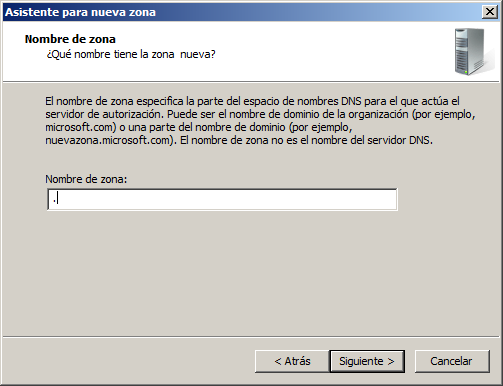 Asistente para nueva zona
Nombre de zona
¿Qué nombre tiene la zona nueva?
El nombre de zona especifica la parte del espacio de nombres DNS para el que actúa el
servidor de autorización. Puede ser el nombre de dominio de la organización (por ejemplo,
microsoft.com) o una parte del nombre de dominio (por ejemplo,
nuevazona.microsoft.com). El nombre de zona no es el nombre del servidor DNS.
Nombre de zona:
.
< Atrás
Siguiente >
Cancelar